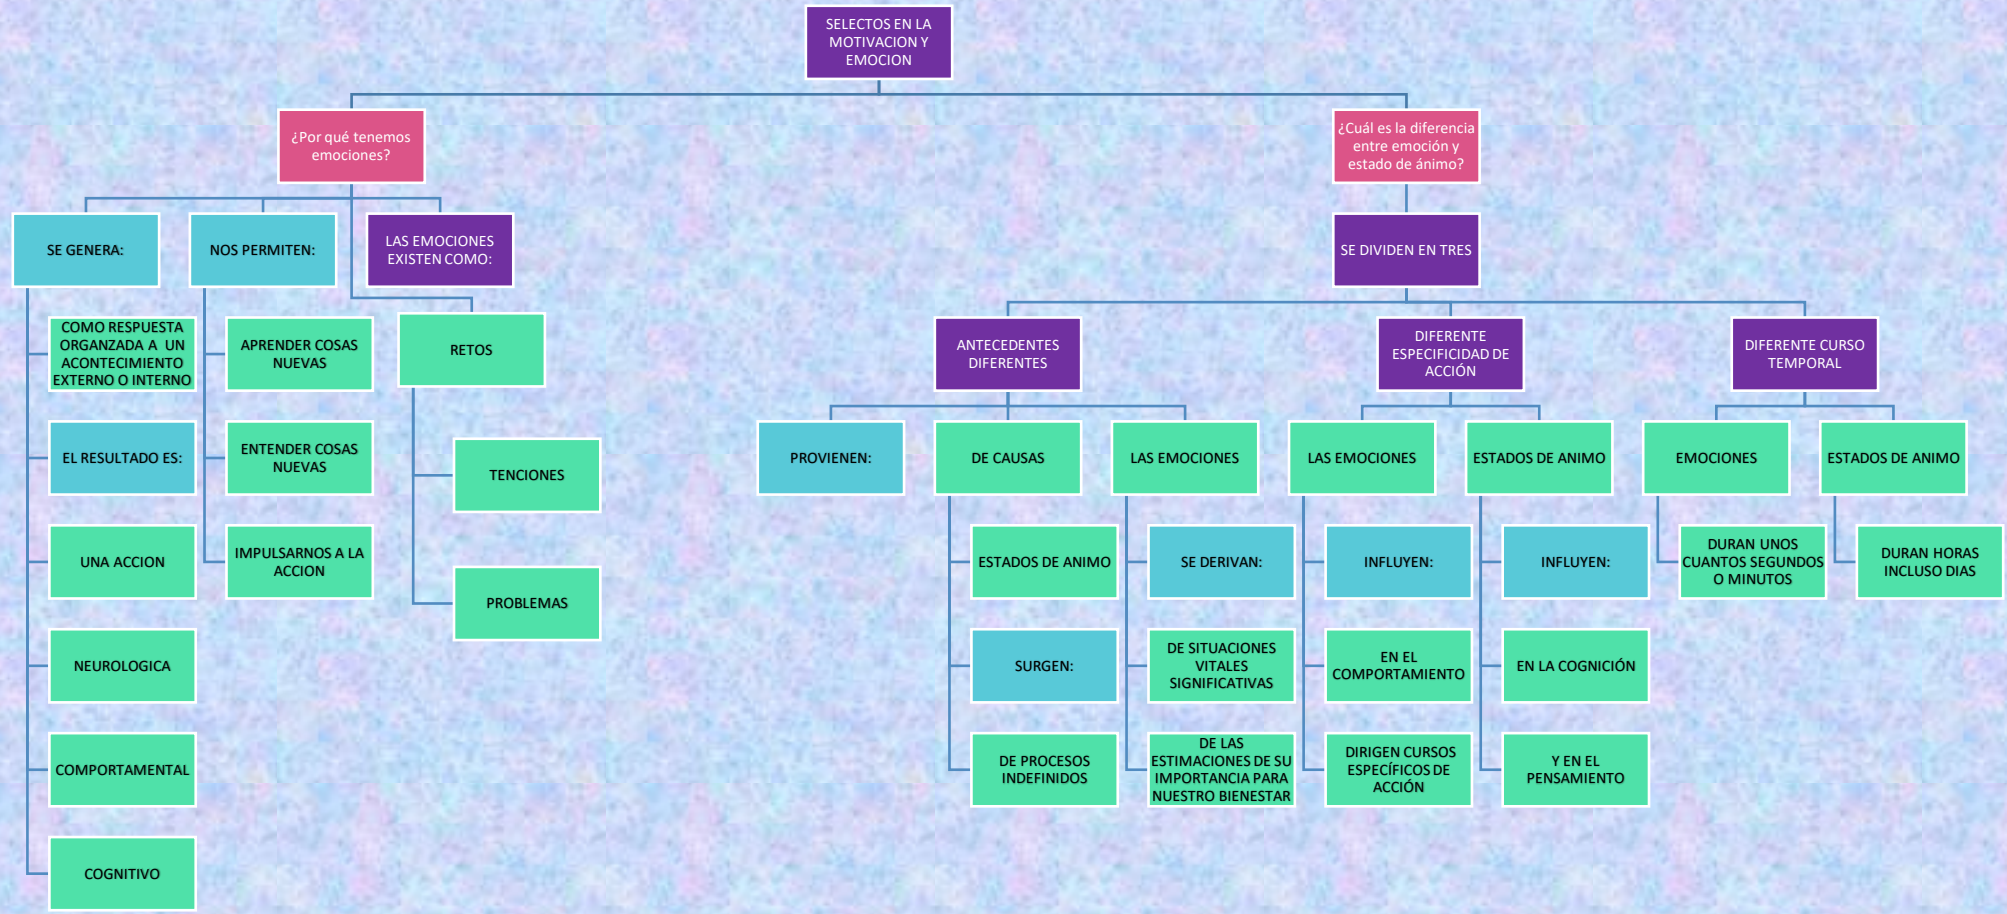 SELECTOS EN LA
MOTIVACION Y
EMOCION
¿Por qué tenemos
emociones?
¿Cuál es la diferencia
entre emoción y
estado de ánimo?
SE GENERA:
NOS PERMITEN:
LAS EMOCIONES
EXISTEN COMO:
SE DIVIDEN EN TRES
COMO RESPUESTA
ORGANZADA A  UN
ACONTECIMIENTO
EXTERNO O INTERNO
EL RESULTADO ES:
UNA ACCION
NEUROLOGICA
COMPORTAMENTAL
COGNITIVO
APRENDER COSAS
NUEVAS
ENTENDER COSAS
NUEVAS
IMPULSARNOS A LA
ACCION
RETOS
TENCIONES
PROBLEMAS
ANTECEDENTES
DIFERENTES
DIFERENTE
ESPECIFICIDAD DE
ACCIÓN
DIFERENTE CURSO
TEMPORAL
PROVIENEN:
DE CAUSAS
ESTADOS DE ANIMO
SURGEN:
DE PROCESOS
INDEFINIDOS
LAS EMOCIONES
SE DERIVAN:
DE SITUACIONES
VITALES
SIGNIFICATIVAS
DE LAS
ESTIMACIONES DE SU
IMPORTANCIA PARA
NUESTRO BIENESTAR
LAS EMOCIONES
INFLUYEN:
EN EL
COMPORTAMIENTO
DIRIGEN CURSOS
ESPECÍFICOS DE
ACCIÓN
ESTADOS DE ANIMO
INFLUYEN:
EN LA COGNICIÓN
Y EN EL
PENSAMIENTO
EMOCIONES
DURAN UNOS
CUANTOS SEGUNDOS
O MINUTOS
ESTADOS DE ANIMO
DURAN HORAS
INCLUSO DIAS